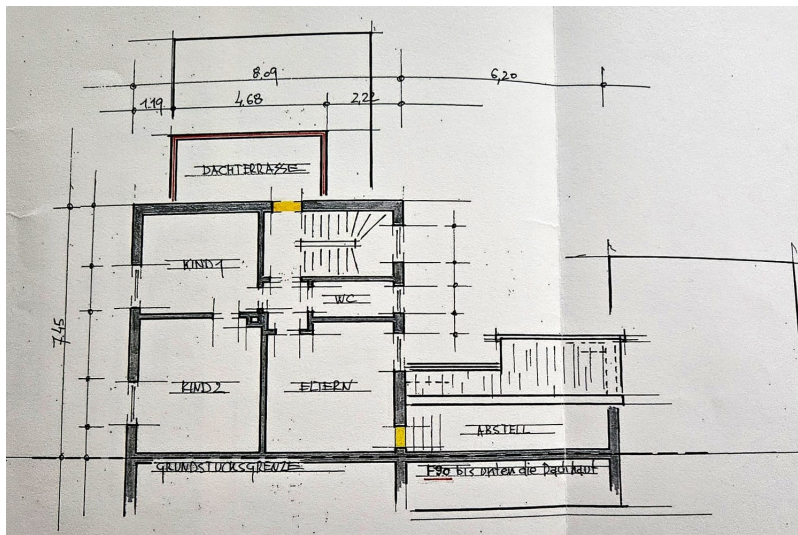 8,09
6,20
1.19
4,68
2,22
DACHTERRASSE
KIND 1
WC
7,45
KIND 2
ELTERN
ABSTELL
GRUNDSTÜCKSGRENZE
F90 bis unten die Dachhaut